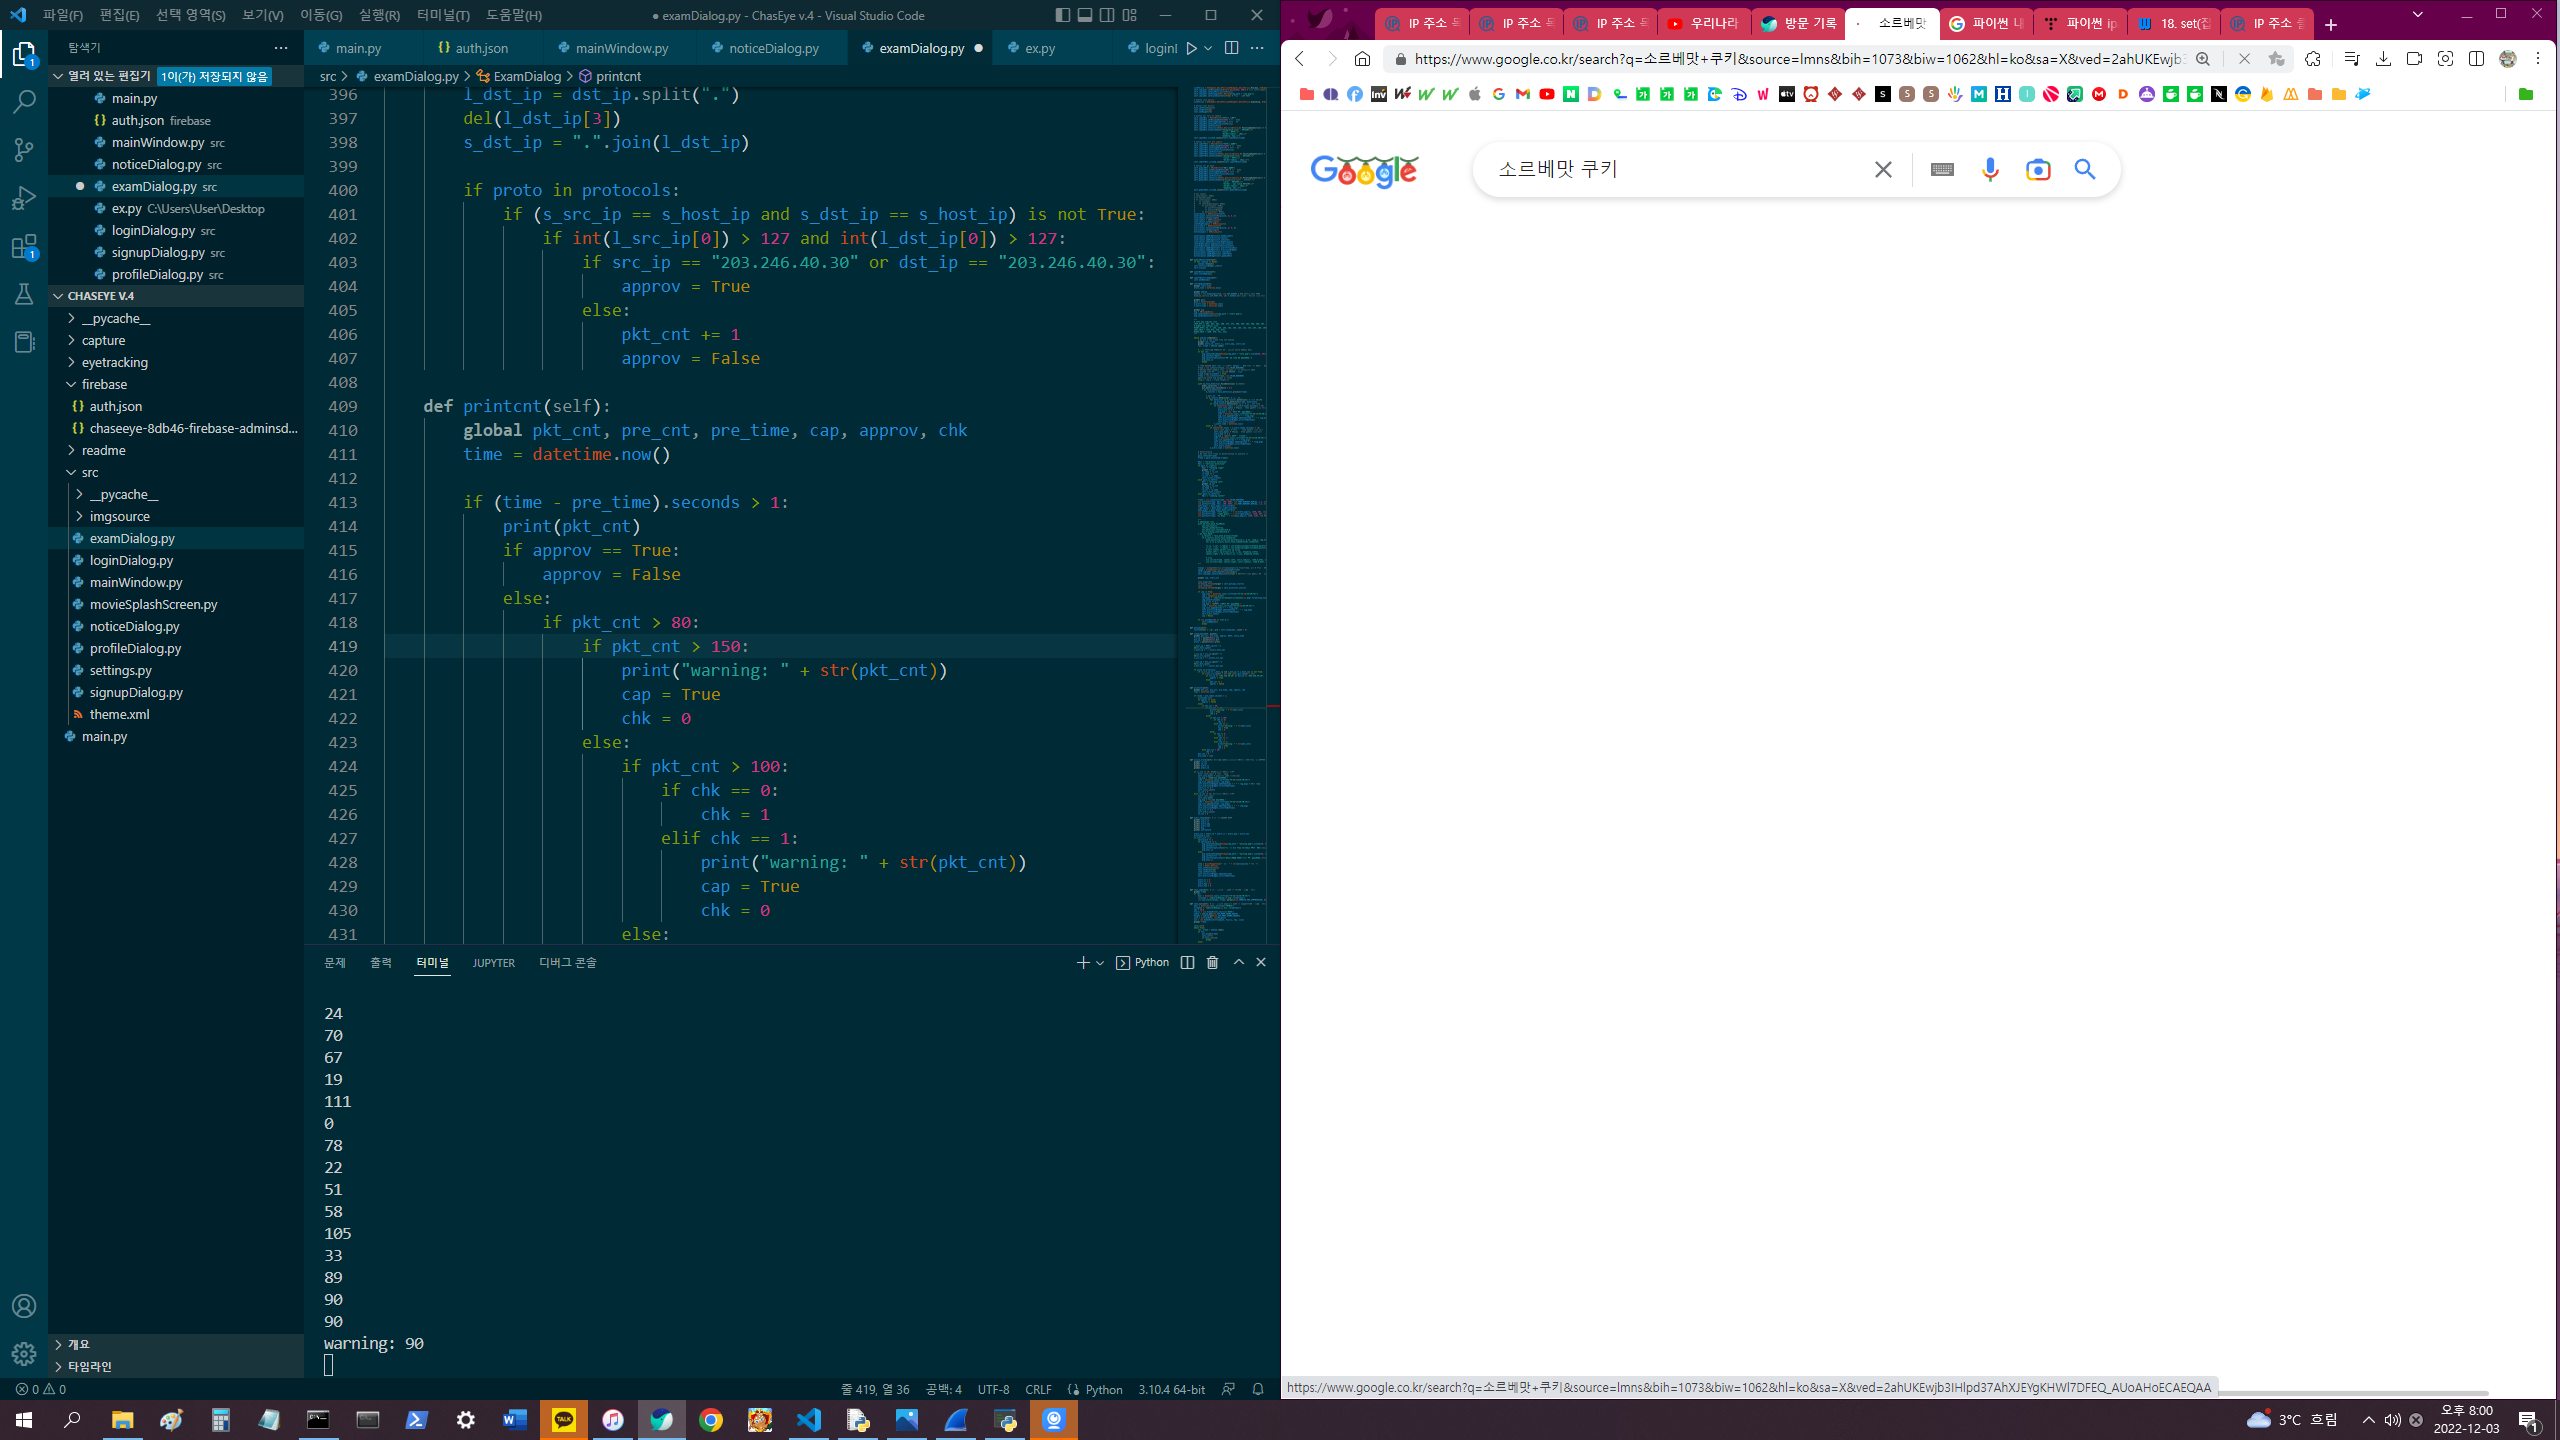 파일(F) 편집(E) 선택 영역(S) 보기(V) 이동(G) 실행(R) 터미널(T) 도움말(H)
● examDialog.py - ChasEye v.4 - Visual Studio Code
탐색기
열려 있는 편집기 1이(가) 저장되지 않음
main.py
auth.json firebase
mainWindow.py src
noticeDialog.py src
examDialog.py src
ex.py C:\Users\User\Desktop
loginDialog.py src
signupDialog.py src
profileDialog.py src
CHASEYE V.4
__pycache__
capture
eyetracking
firebase
auth.json
chaseeye-8db46-firebase-adminsd...
readme
src
__pycache__
imgsource
examDialog.py
loginDialog.py
mainWindow.py
movieSplashScreen.py
noticeDialog.py
profileDialog.py
settings.py
signupDialog.py
theme.xml
main.py
개요
타임라인
main.py auth.json mainWindow.py noticeDialog.py examDialog.py ex.py loginI
src > examDialog.py > ExamDialog > printcnt
396 l_dst_ip = dst_ip.split(".")
397 del(l_dst_ip[3])
398 s_dst_ip = ".".join(l_dst_ip)
399
400 if proto in protocols:
401 if (s_src_ip == s_host_ip and s_dst_ip == s_host_ip) is not True:
402 if int(l_src_ip[0]) > 127 and int(l_dst_ip[0]) > 127:
403 if src_ip == "203.246.40.30" or dst_ip == "203.246.40.30":
404 approv = True
405 else:
406 pkt_cnt += 1
407 approv = False
408
409 def printcnt(self):
410 global pkt_cnt, pre_cnt, pre_time, cap, approv, chk
411 time = datetime.now()
412
413 if (time - pre_time).seconds > 1:
414 print(pkt_cnt)
415 if approv == True:
416 approv = False
417 else:
418 if pkt_cnt > 80:
419 if pkt_cnt > 150:
420 print("warning: " + str(pkt_cnt))
421 cap = True
422 chk = 0
423 else:
424 if pkt_cnt > 100:
425 if chk == 0:
426 chk = 1
427 elif chk == 1:
428 print("warning: " + str(pkt_cnt))
429 cap = True
430 chk = 0
431 else:
문제 출력 터미널 JUPYTER 디버그 콘솔
Python
24
70
67
19
111
0
78
22
51
58
105
33
89
90
90
warning: 90
0 0
줄 419, 열 36 공백: 4 UTF-8 CRLF Python 3.10.4 64-bit
IP 주소 IP 주소 IP 주소 우리나라 방문 기록 소르베맛 파이썬 파이썬 ip 18. set(집 IP 주소
https://www.google.co.kr/search?q=소르베맛+쿠키&source=lmns&bih=1073&biw=1062&hl=ko&sa=X&ved=2ahUKEwjb3
Google
소르베맛 쿠키
https://www.google.co.kr/search?q=소르베맛+쿠키&source=lmns&bih=1073&biw=1062&hl=ko&sa=X&ved=2ahUKEwjb3IHlpd37AhXJEYgKHWl7DFEQ_AUoAHoECAEQAA
TALK
3°C 흐림
오후 8:00
2022-12-03
1